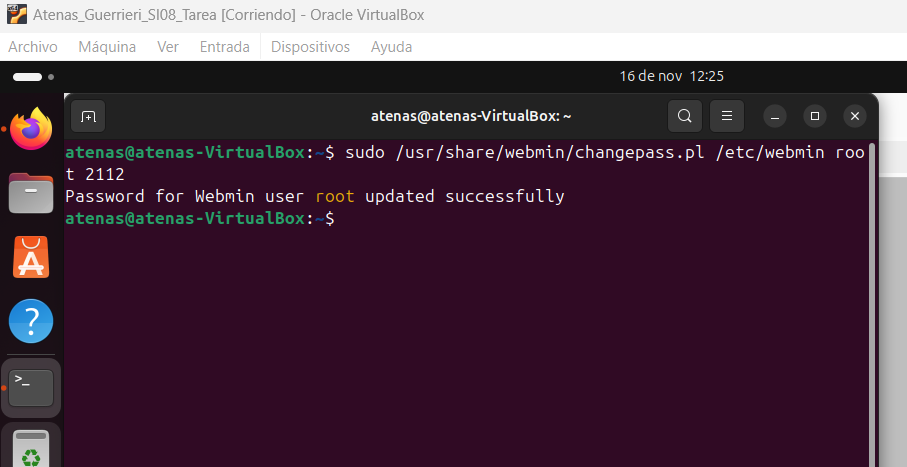 Atenas_Guerrieri_SI08_Tarea [Corriendo] - Oracle VirtualBox
Archivo Máquina Ver Entrada Dispositivos Ayuda
16 de nov 12:25
atenas@atenas-VirtualBox: ~
atenas@atenas-VirtualBox:~$ sudo /usr/share/webmin/changepass.pl /etc/webmin roo
t 2112
Password for Webmin user root updated successfully
atenas@atenas-VirtualBox:~$